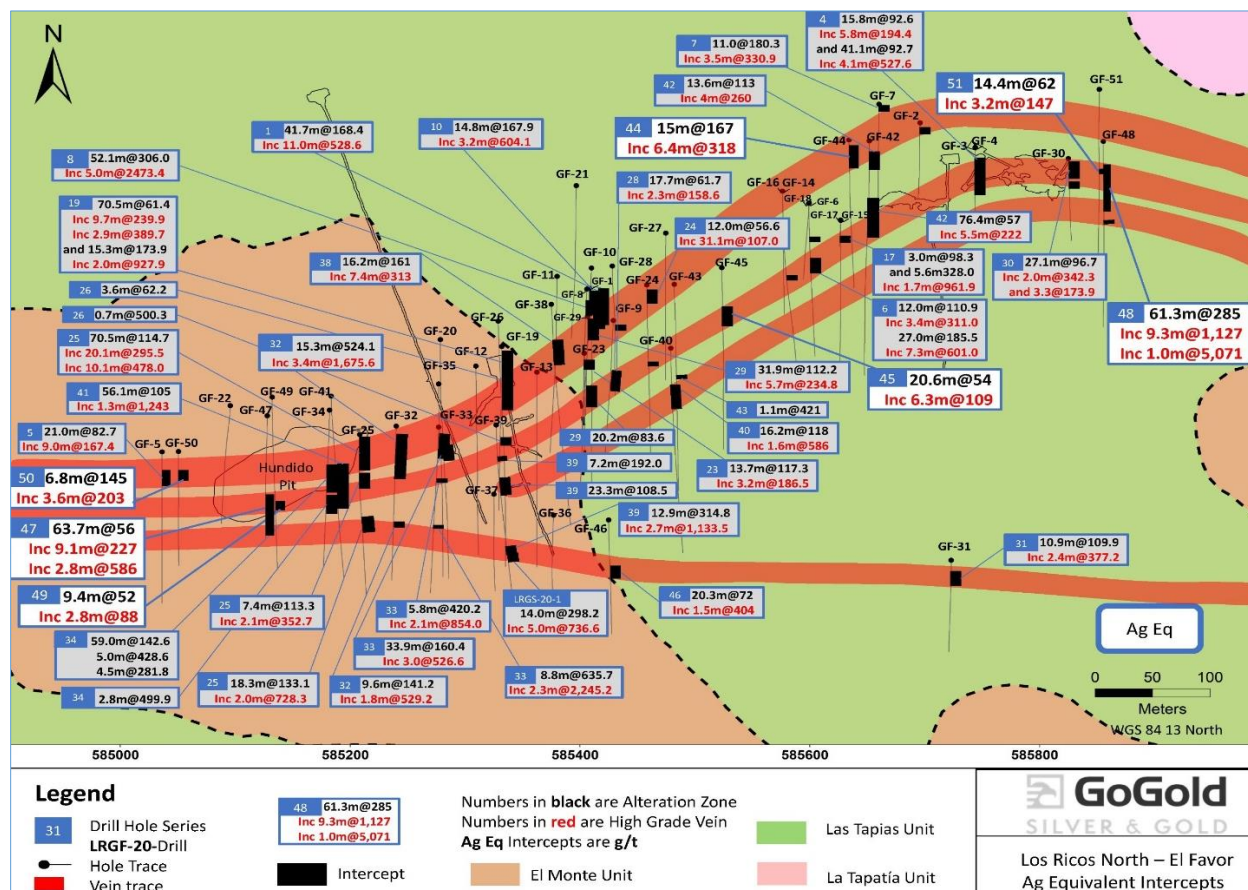 N
4 15.8m@92.6
Inc 5.8m@194.4
and 41.1m@92.7
Inc 4.1m@527.6
7 11.0m@180.3
Inc 3.5m@330.9
42 13.6m@113
Inc 4m@260
51 14.4m@62
Inc 3.2m@147
GF-51
GF-7
GF-2
44 15m@167
Inc 6.4m@318
GF-44
GF-42
GF-3
GF-4
GF-48
GF-30
1 41.7m@168.4
Inc 11.0m@528.6
10 14.8m@167.9
Inc 3.2m@604.1
8 52.1m@306.0
Inc 5.0m@2473.4
28 17.7m@61.7
Inc 2.3m@158.6
GF-21
GF-16
GF-14
GF-18
GF-6
GF-17
GF-15
19 70.5m@61.4
Inc 9.7m@239.9
Inc 2.9m@389.7
and 15.3m@173.9
Inc 2.0m@927.9
24 12.0m@56.6
Inc 31.1m@107.0
42 76.4m@57
Inc 5.5m@222
GF-27
17 3.0m@98.3
and 5.6m328.0
Inc 1.7m@961.9
30 27.1m@96.7
Inc 2.0m@342.3
and 3.3@173.9
38 16.2m@161
Inc 7.4m@313
GF-10
GF-28
GF-11
GF-1
GF-24
GF-43
GF-45
GF-8
GF-38
GF-29
GF-9
26 3.6m@62.2
26 0.7m@500.3
6 12.0m@110.9
Inc 3.4m@311.0
27.0m@185.5
Inc 7.3m@601.0
48 61.3m@285
Inc 9.3m@1,127
Inc 1.0m@5,071
25 70.5m@114.7
Inc 20.1m@295.5
Inc 10.1m@478.0
32 15.3m@524.1
Inc 3.4m@1,675.6
GF-26
GF-20
GF-19
GF-12
GF-23
GF-40
GF-13
GF-35
29 31.9m@112.2
Inc 5.7m@234.8
45 20.6m@54
Inc 6.3m@109
41 56.1m@105
Inc 1.3m@1,243
GF-22
GF-49
GF-41
GF-47
GF-34
GF-32
GF-33
GF-39
GF-25
43 1.1m@421
40 16.2m@118
Inc 1.6m@586
5 21.0m@82.7
Inc 9.0m@167.4
GF-5
GF-50
29 20.2m@83.6
39 7.2m@192.0
23 13.7m@117.3
Inc 3.2m@186.5
Hundido
Pit
50 6.8m@145
Inc 3.6m@203
39 23.3m@108.5
GF-37
GF-36
GF-46
39 12.9m@314.8
Inc 2.7m@1,133.5
47 63.7m@56
Inc 9.1m@227
Inc 2.8m@586
GF-31
31 10.9m@109.9
Inc 2.4m@377.2
49 9.4m@52
Inc 2.8m@88
25 7.4m@113.3
Inc 2.1m@352.7
33 5.8m@420.2
Inc 2.1m@854.0
LRGS-20-1
14.0m@298.2
Inc 5.0m@736.6
46 20.3m@72
Inc 1.5m@404
Ag Eq
34 59.0m@142.6
5.0m@428.6
4.5m@281.8
33 33.9m@160.4
Inc 3.0@526.6
34 2.8m@499.9
25 18.3m@133.1
Inc 2.0m@728.3
32 9.6m@141.2
Inc 1.8m@529.2
33 8.8m@635.7
Inc 2.3m@2,245.2
0 50 100
Meters
WGS 84 13 North
585000 585200 585400 585600 585800
Legend
31 Drill Hole Series
LRGF-20-Drill
Hole Trace
Vein trace
48 61.3m@285
Inc 9.3m@1,127
Inc 1.0m@5,071
Intercept
Numbers in black are Alteration Zone
Numbers in red are High Grade Vein
Ag Eq Intercepts are g/t
El Monte Unit
Las Tapias Unit
La Tapatía Unit
GoGold
SILVER & GOLD
Los Ricos North – El Favor
Ag Equivalent Intercepts